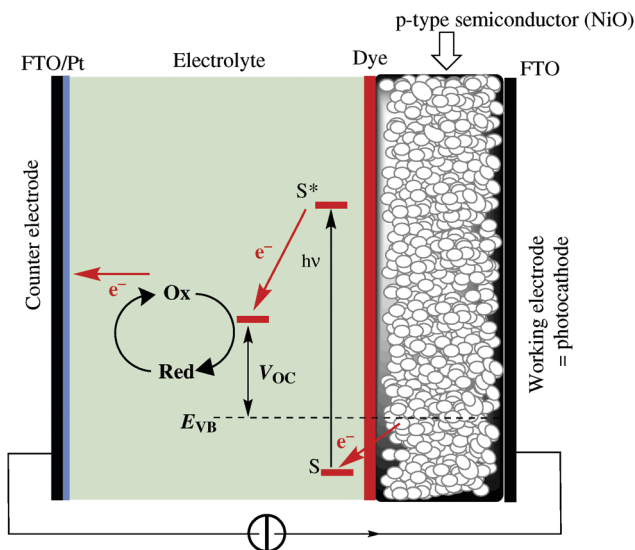 p-type semiconductor (NiO)
FTO/Pt
Electrolyte
Dye
FTO
S*
e⁻
hν
e⁻
Ox
Red
V_OC
E_VB
e⁻
S
Counter electrode
Working electrode
= photocathode